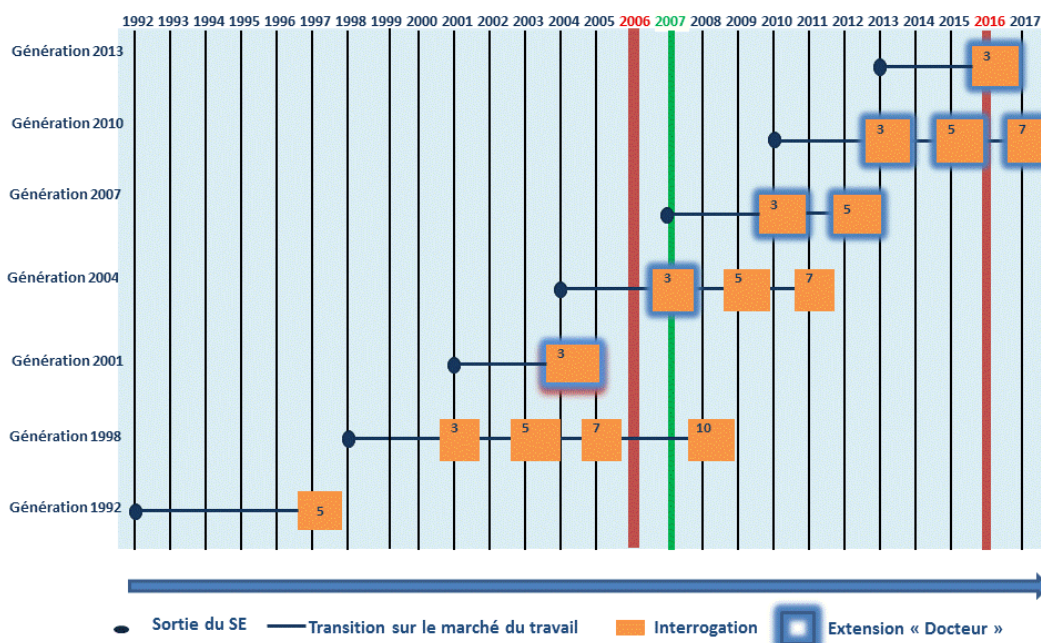 1992 1993 1994 1995 1996 1997 1998 1999 2000 2001 2002 2003 2004 2005 2006 2007 2008 2009 2010 2011 2012 2013 2014 2015 2016 2017
Génération 2013
3
Génération 2010
3 5 7
Génération 2007
3 5
Génération 2004
3 5 7
Génération 2001
3
Génération 1998
3 5 7 10
Génération 1992
5
Sortie du SE Transition sur le marché du travail Interrogation Extension « Docteur »